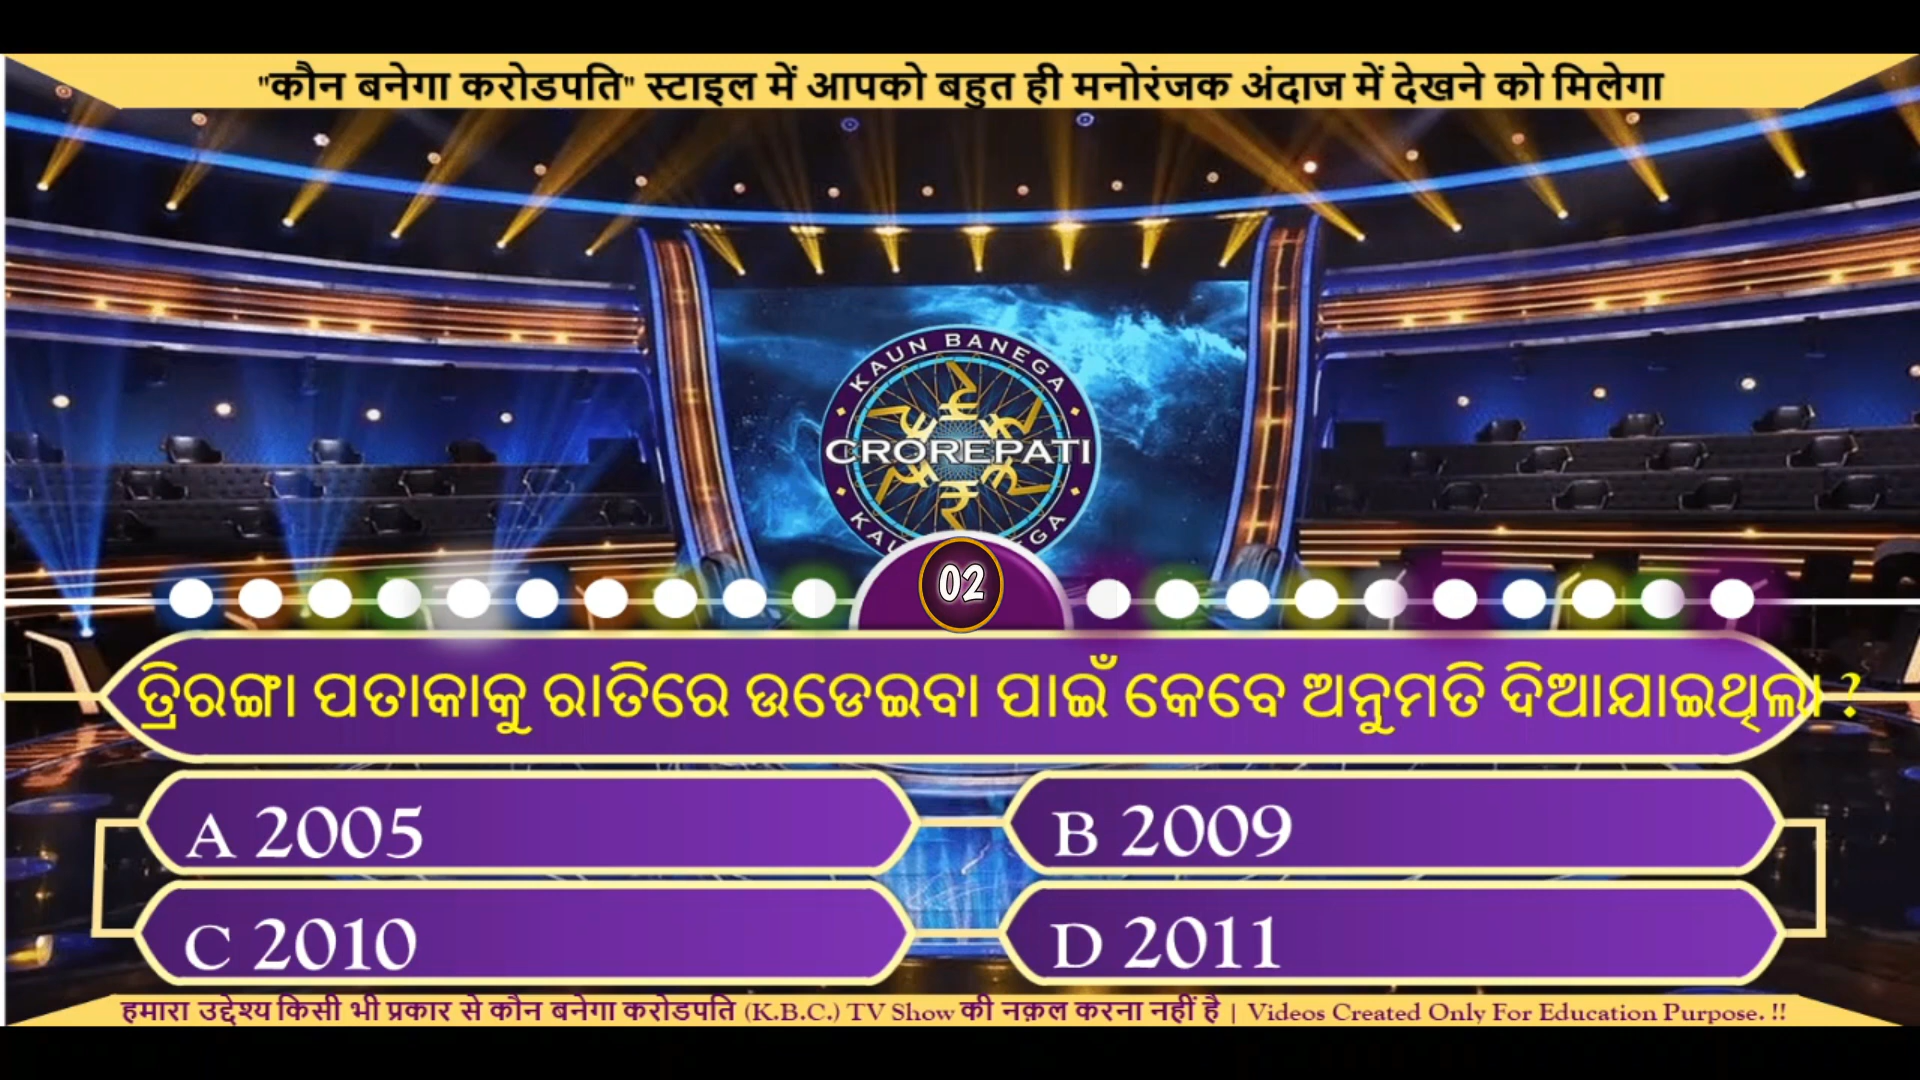 "कौन बनेगा करोडपति" स्टाइल में आपको बहुत ही मनोरंजक अंदाज में देखने को मिलेगा
KAUN BANEGA
CROREPATI
02
ତ୍ରିରଙ୍ଗା ପତାକାକୁ ରାତିରେ ଉଡେଇବା ପାଇଁ କେବେ ଅନୁମତି ଦିଆଯାଇଥିଲା ?
A 2005
B 2009
C 2010
D 2011
हमारा उद्देश्य किसी भी प्रकार से कौन बनेगा करोडपति (K.B.C.) TV Show की नक़ल करना नहीं है | Videos Created Only For Education Purpose. !!